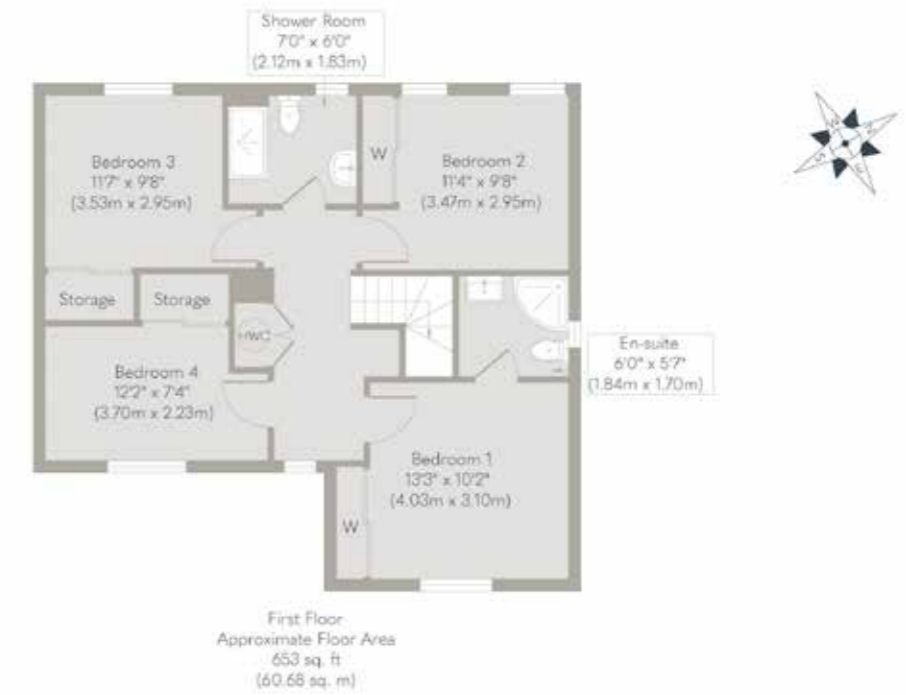 Shower Room
7'0" x 6'0"
(2.12m x 1.83m)
Bedroom 3
11'7" x 9'8"
(3.53m x 2.95m)
W
Bedroom 2
11'4" x 9'8"
(3.47m x 2.95m)
Storage
Storage
HWC
En-suite
6'0" x 5'7"
(1.84m x 1.70m)
Bedroom 4
12'2" x 7'4"
(3.70m x 2.23m)
Bedroom 1
13'3" x 10'2"
(4.03m x 3.10m)
W
First Floor
Approximate Floor Area
653 sq. ft
(60.68 sq. m)
N
E
S
W